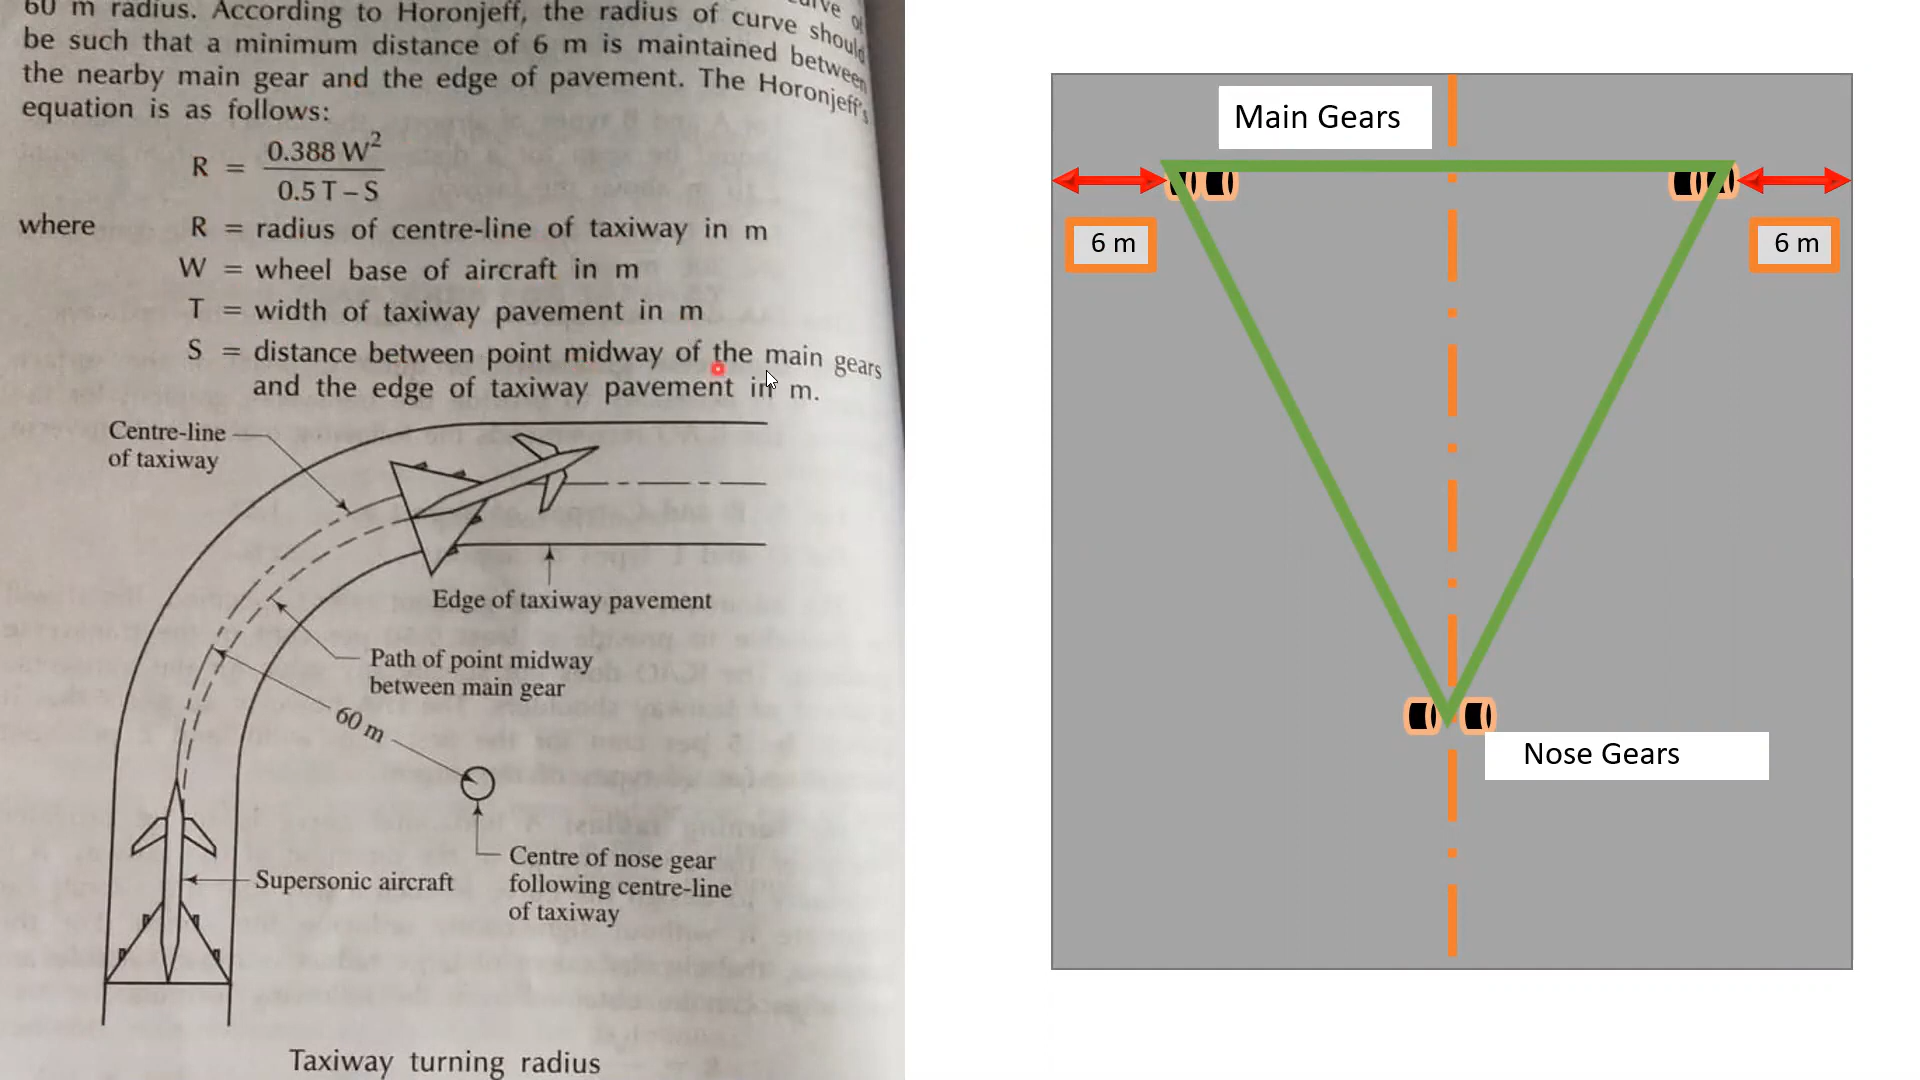 60 m radius. According to Horonjeff, the radius of curve should
be such that a minimum distance of 6 m is maintained between
the nearby main gear and the edge of pavement. The Horonjeff's
equation is as follows:
R = 0.388 W²
0.5 T – S
where R = radius of centre-line of taxiway in m
W = wheel base of aircraft in m
T = width of taxiway pavement in m
S = distance between point midway of the main gears
and the edge of taxiway pavement in m.
Centre-line
of taxiway
Edge of taxiway pavement
Path of point midway
between main gear
60 m
Centre of nose gear
following centre-line
of taxiway
Supersonic aircraft
Taxiway turning radius
Main Gears
6 m
6 m
Nose Gears